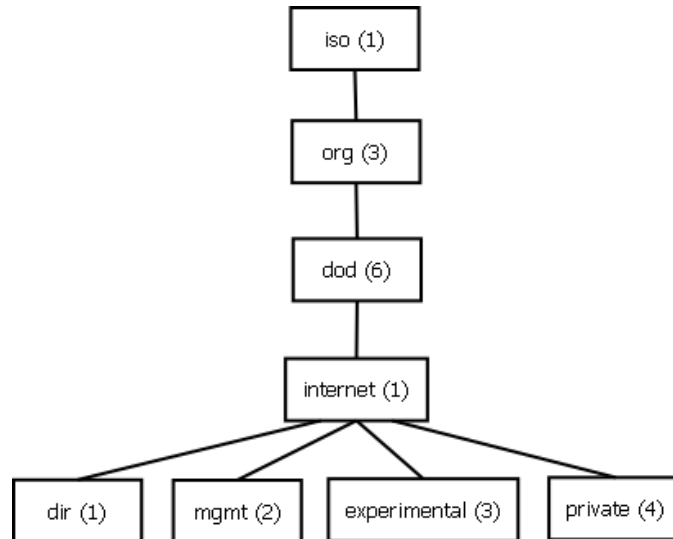 iso (1)
org (3)
dod (6)
internet (1)
dir (1)
mgmt (2)
experimental (3)
private (4)